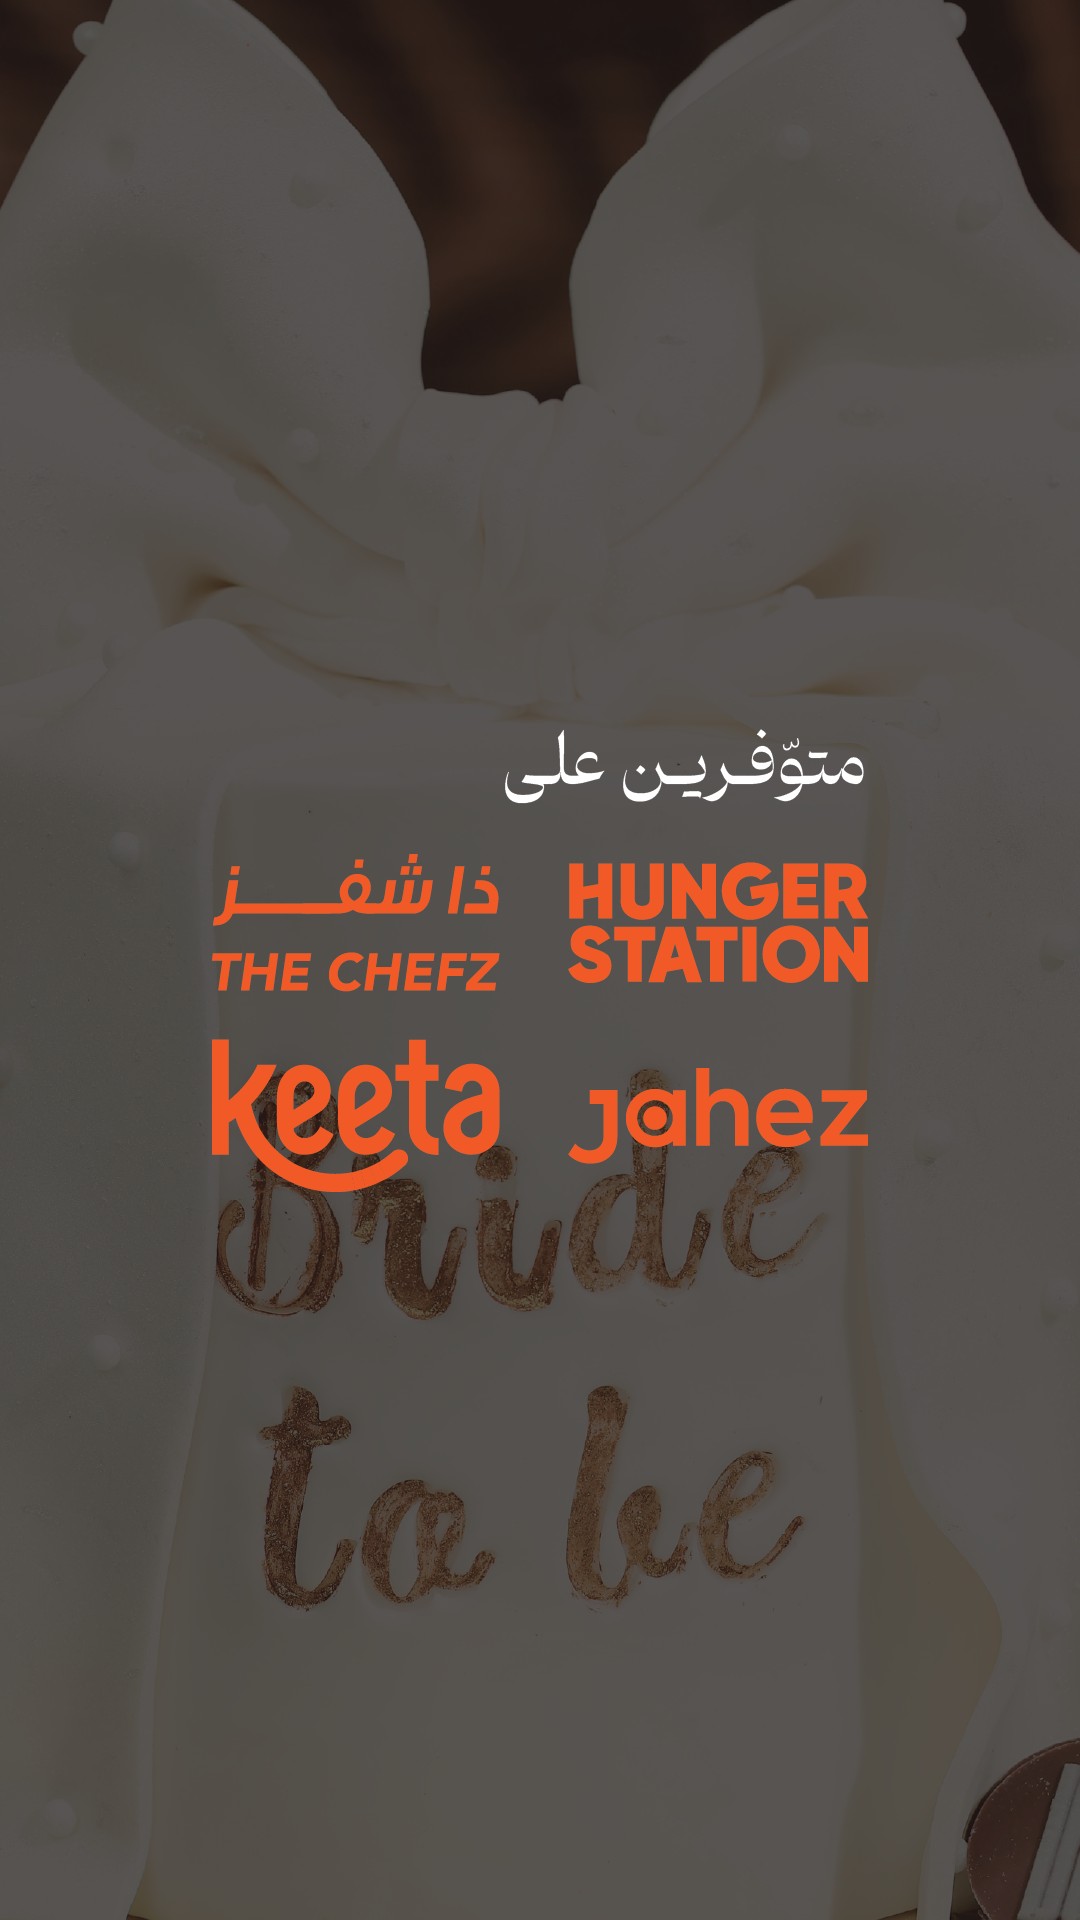 متوّفرين على
HUNGER
STATION
ذا شفز
THE CHEFZ
jahez
keeta
Bride
to be